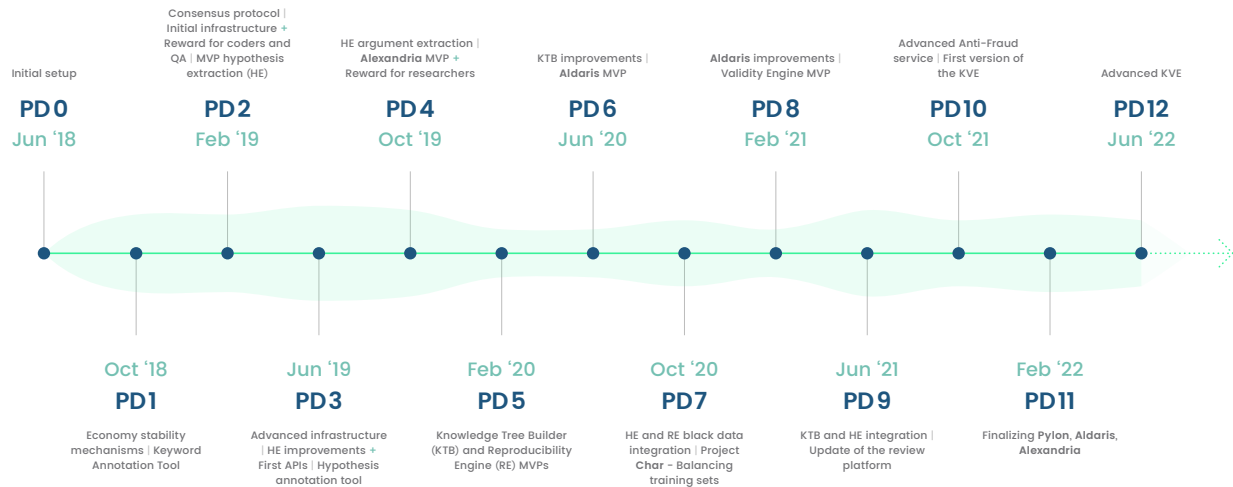 Initial setup
PD0
Jun ‘18
Consensus protocol |
Initial infrastructure +
Reward for coders and
QA | MVP hypothesis
extraction (HE)
PD2
Feb ‘19
HE argument extraction |
Alexandria MVP +
Reward for researchers
PD4
Oct ‘19
KTB improvements |
Aldaris MVP
PD6
Jun ‘20
Aldaris improvements |
Validity Engine MVP
PD8
Feb ‘21
Advanced Anti-Fraud
service | First version of
the KVE
PD10
Oct ‘21
Advanced KVE
PD12
Jun ‘22
Oct ‘18
PD1
Economy stability
mechanisms | Keyword
Annotation Tool
Jun ‘19
PD3
Advanced infrastructure
| HE improvements +
First APIs | Hypothesis
annotation tool
Feb ‘20
PD5
Knowledge Tree Builder
(KTB) and Reproducibility
Engine (RE) MVPs
Oct ‘20
PD7
HE and RE black data
integration | Project
Char - Balancing
training sets
Jun ‘21
PD9
KTB and HE integration |
Update of the review
platform
Feb ‘22
PD11
Finalizing Pylon, Aldaris,
Alexandria